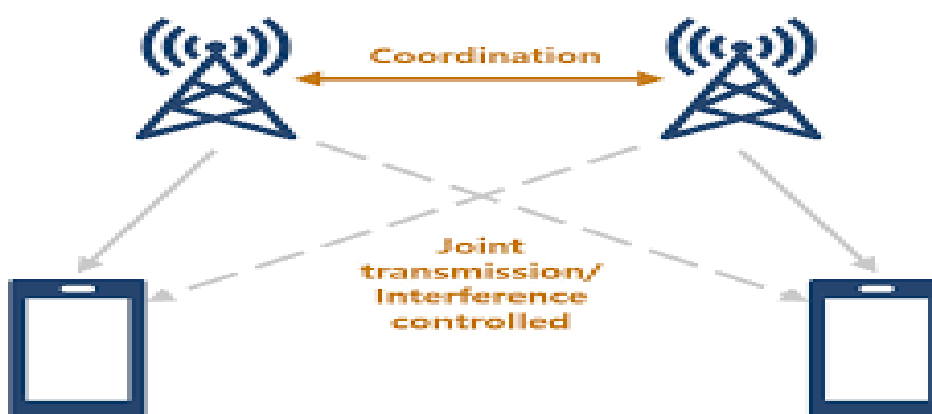 Coordination
Joint
transmission/
Interference
controlled